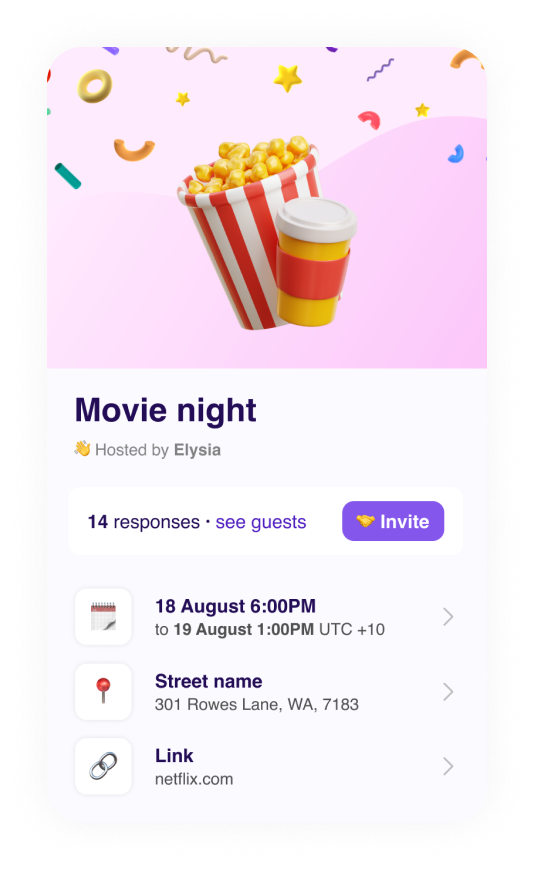 Movie night
👋 Hosted by Elysia
14 responses · see guests
🤝 Invite
18 August 6:00PM
to 19 August 1:00PM UTC +10
Street name
301 Rowes Lane, WA, 7183
Link
netflix.com